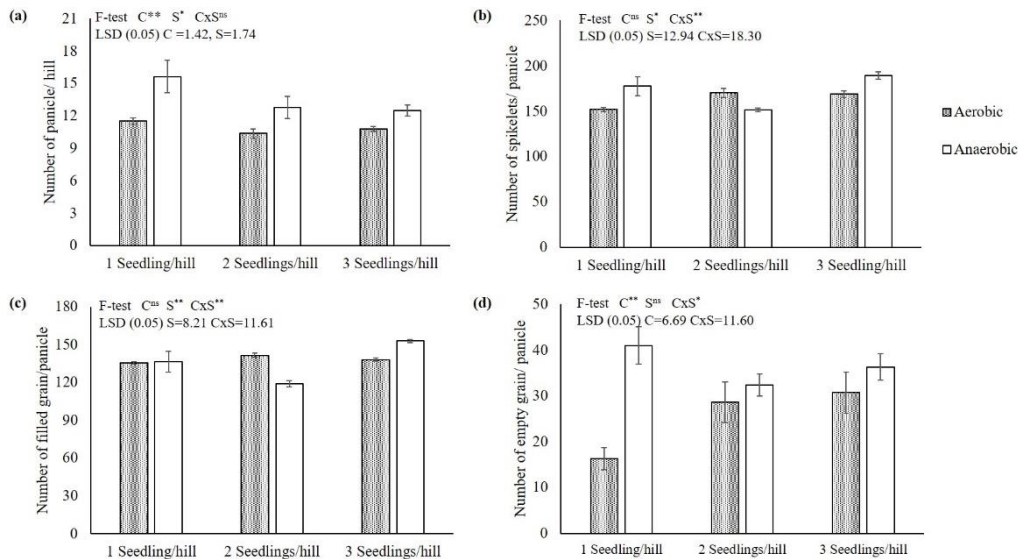 (a)
F-test C** S* CxSⁿˢ
LSD (0.05) C =1.42, S=1.74
Number of panicle/ hill
21
18
15
12
9
6
3
0
1 Seedling/hill 2 Seedlings/hill 3 Seedlings/hill
(b)
F-test Cⁿˢ S* CxS**
LSD (0.05) S=12.94 CxS=18.30
Number of spikelets/ panicle
250
200
150
100
50
0
1 Seedling/hill 2 Seedlings/hill 3 Seedling/hill
Aerobic
Anaerobic
(c)
F-test Cⁿˢ S** CxS**
LSD (0.05) S=8.21 CxS=11.61
Number of filled grain/panicle
180
150
120
90
60
30
0
1 Seedling/hill 2 Seedlings/hill 3 Seedlings/hill
(d)
F-test C** Sⁿˢ CxS*
LSD (0.05) C=6.69 CxS=11.60
Number of empty grain/ panicle
50
40
30
20
10
0
1 Seedling/hill 2 Seedlings/hill 3 Seedlings/hill